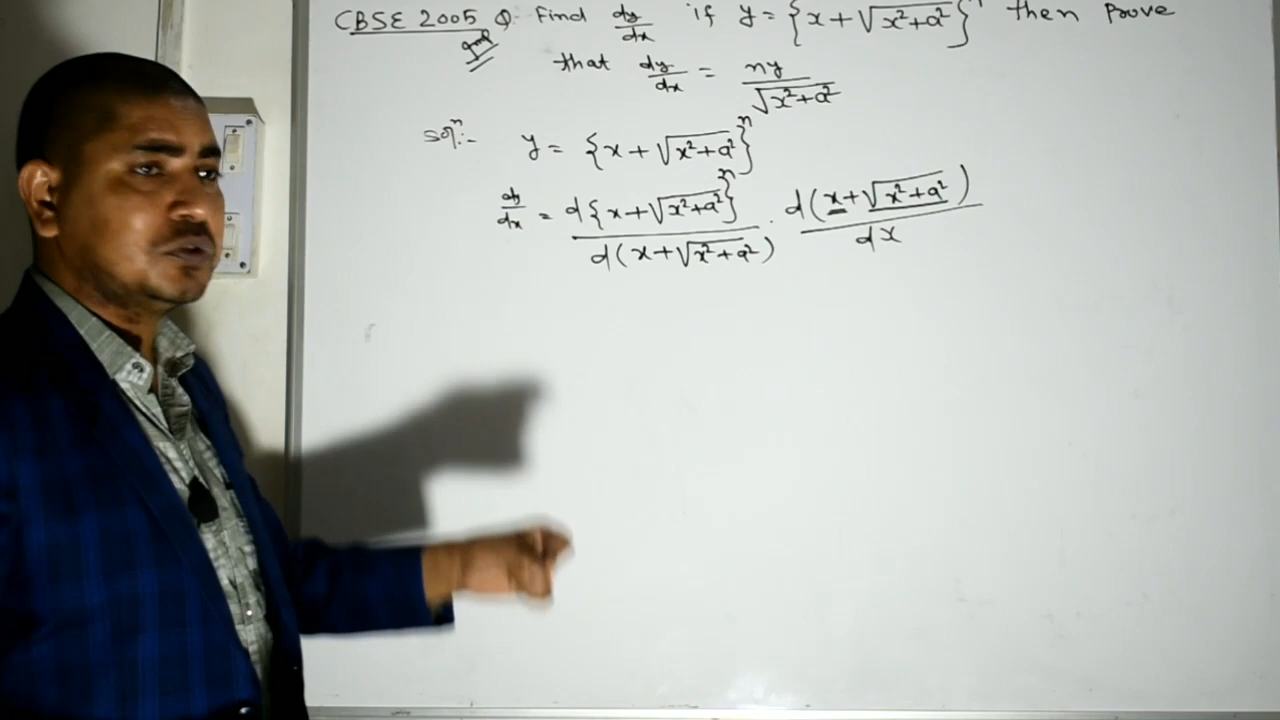 CBSE 2005 Q. Find dy/dx if y = {x + √x²+a²}ⁿ then Prove
that dy/dx = ny/√x²+a²
Solⁿ:- y = {x + √x²+a²}ⁿ
dy/dx = d{x + √x²+a²}ⁿ/d(x + √x²+a²) . d(x + √x²+a²)/dx